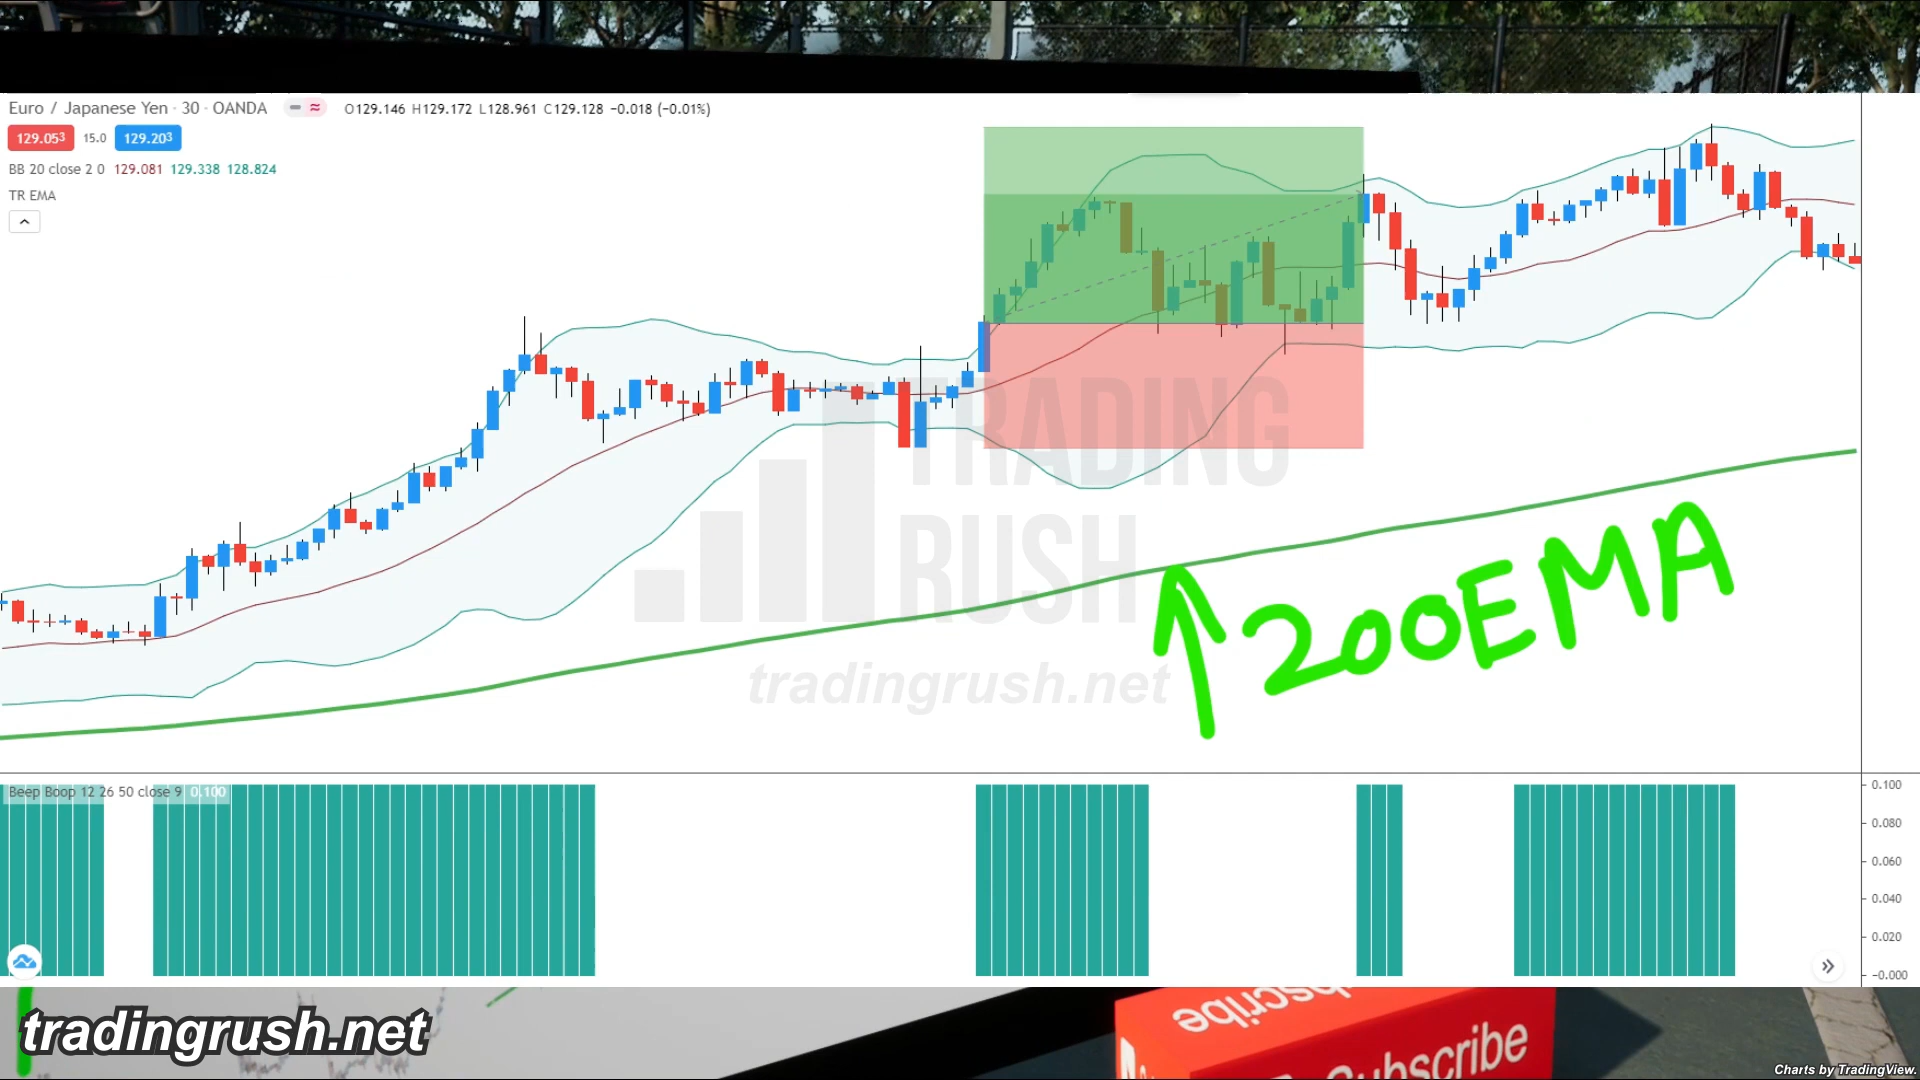 Euro / Japanese Yen · 30 · OANDA O129.146 H129.172 L128.961 C129.128 −0.018 (−0.01%)
129.053 15.0 129.203
BB 20 close 2 0 129.081 129.338 128.824
TR EMA
TRADING
RUSH
tradingrush.net
200EMA
Beep Boop 12 26 50 close 9 0.100
0.100
0.080
0.060
0.040
0.020
−0.000
tradingrush.net
Subscribe
Charts by TradingView.